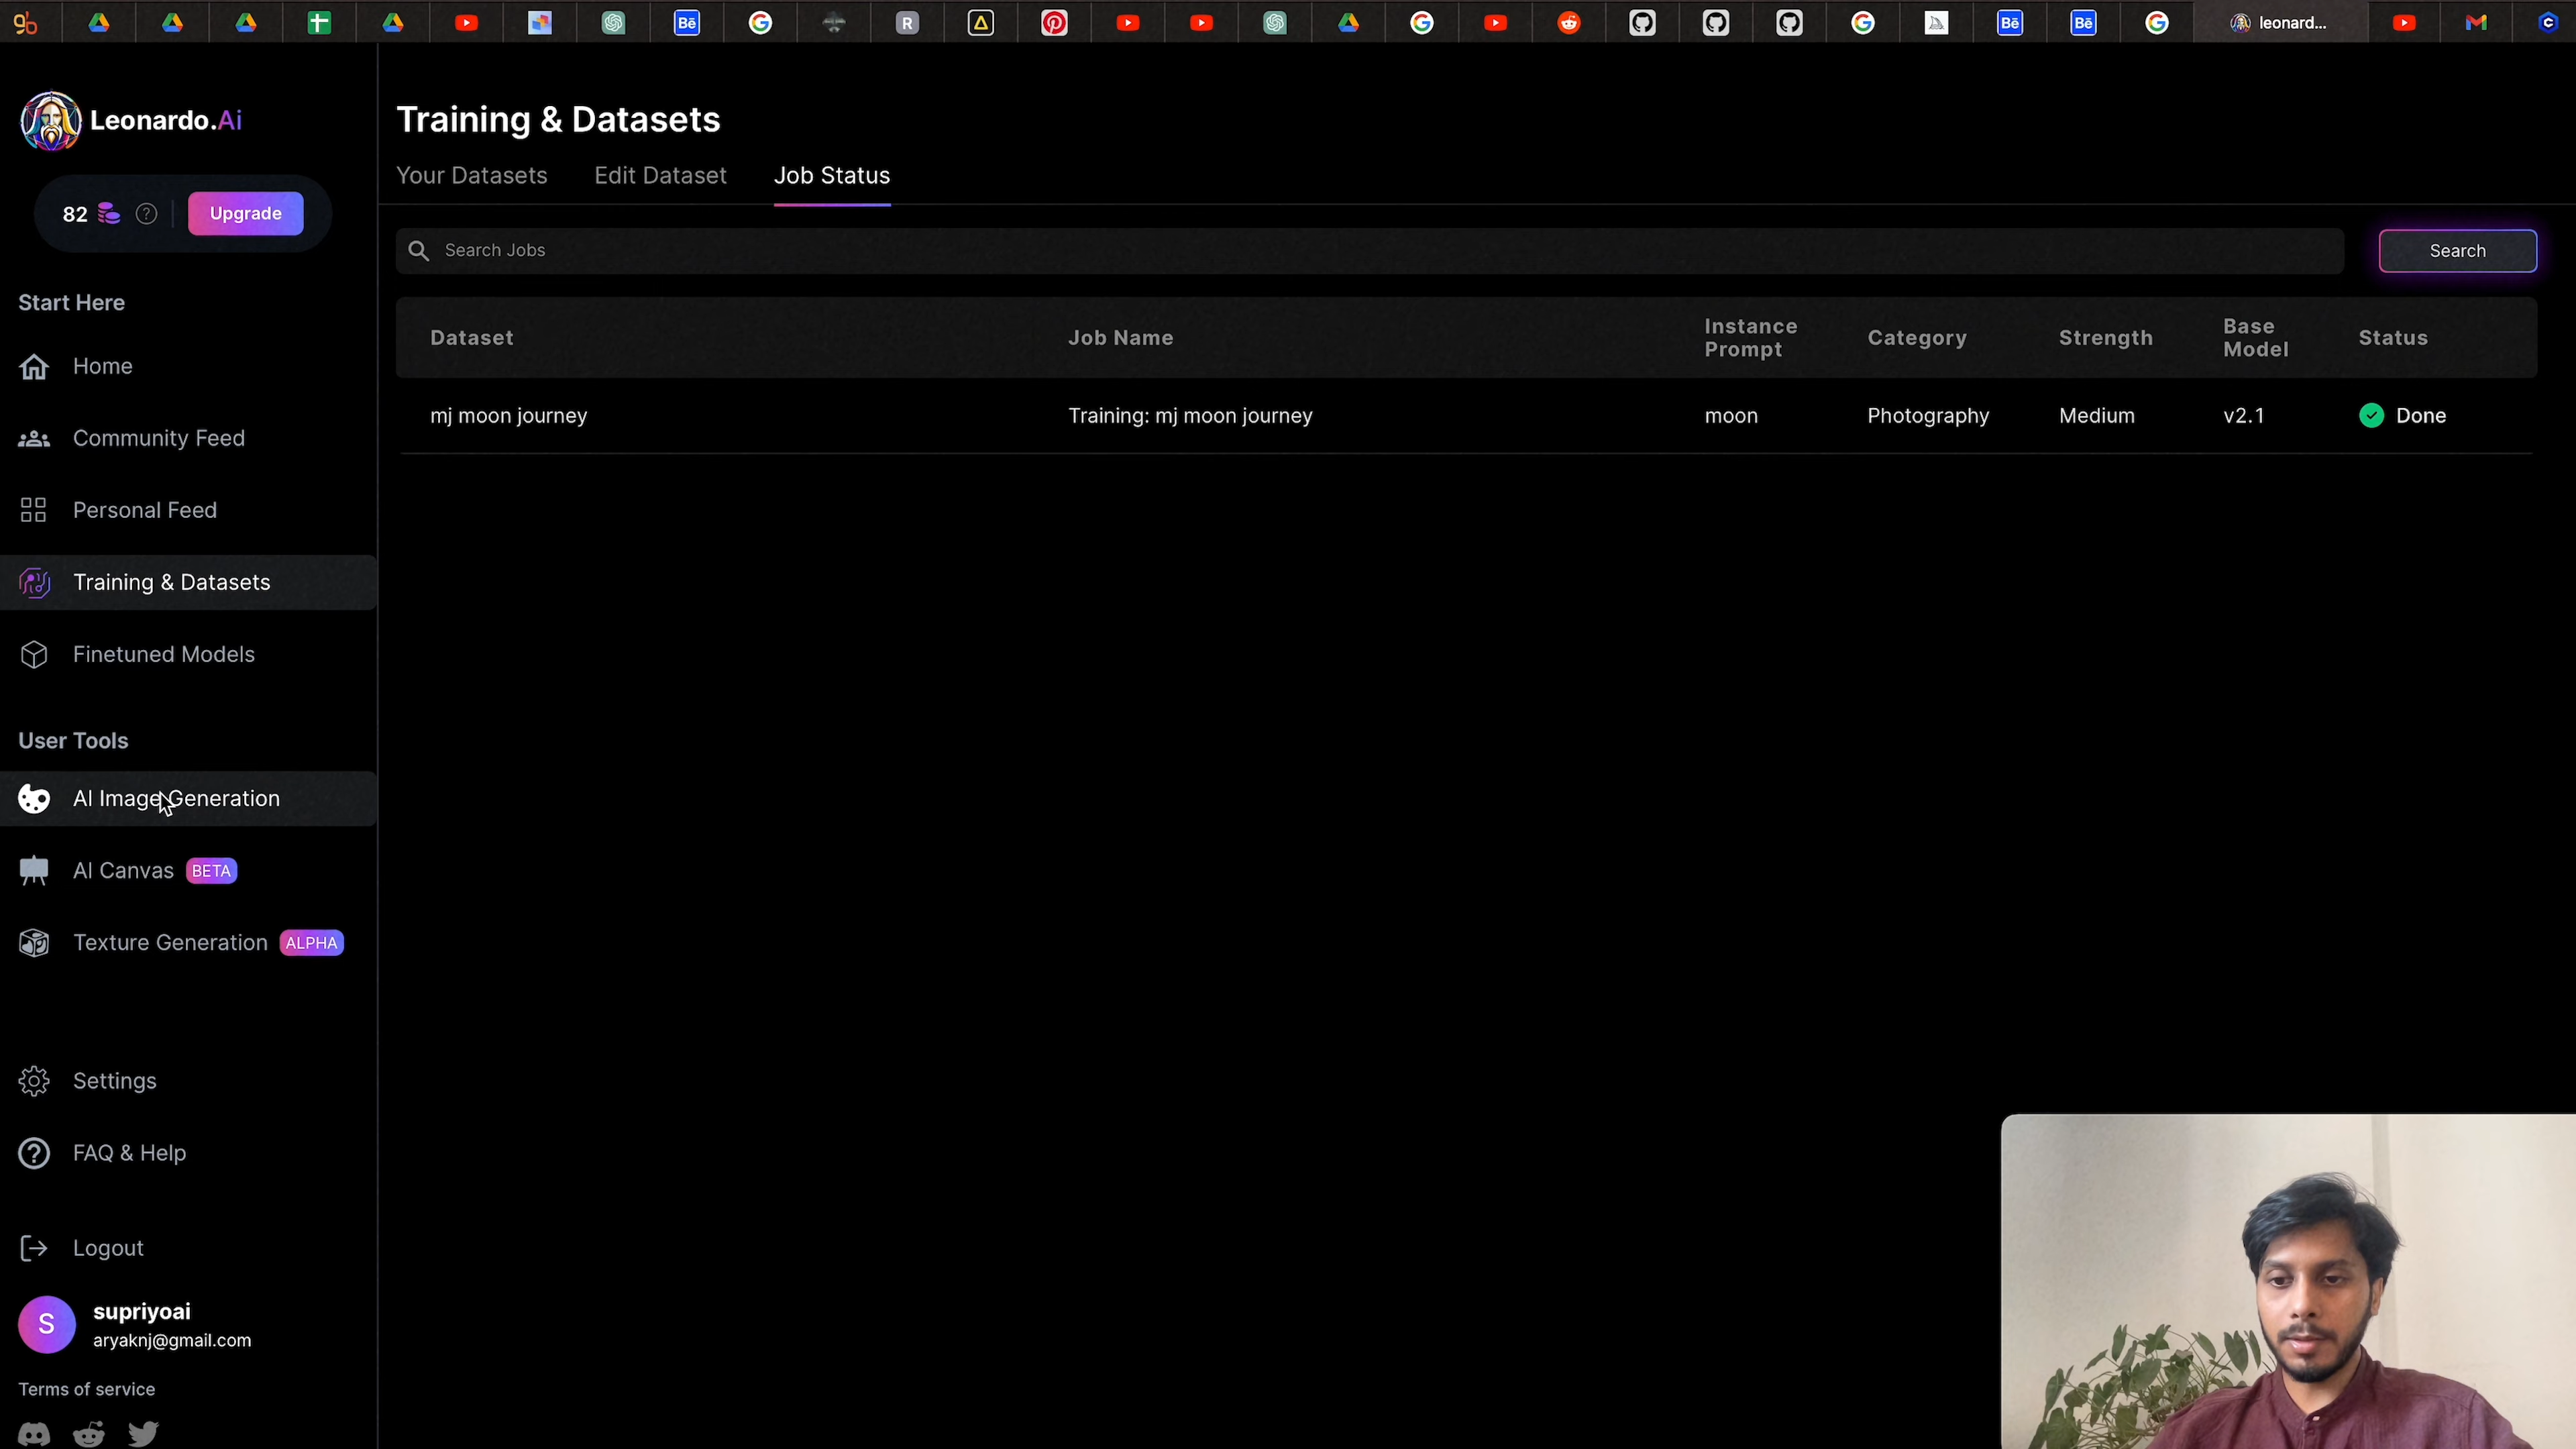 leonard...
Leonardo.Ai
82
Upgrade
Start Here
Home
Community Feed
Personal Feed
Training & Datasets
Finetuned Models
User Tools
AI Image Generation
AI Canvas BETA
Texture Generation ALPHA
Settings
FAQ & Help
Logout
S
supriyoai
aryaknj@gmail.com
Terms of service
Training & Datasets
Your Datasets Edit Dataset Job Status
Search Jobs
Search
Dataset Job Name Instance Prompt Category Strength Base Model Status
mj moon journey Training: mj moon journey moon Photography Medium v2.1 Done